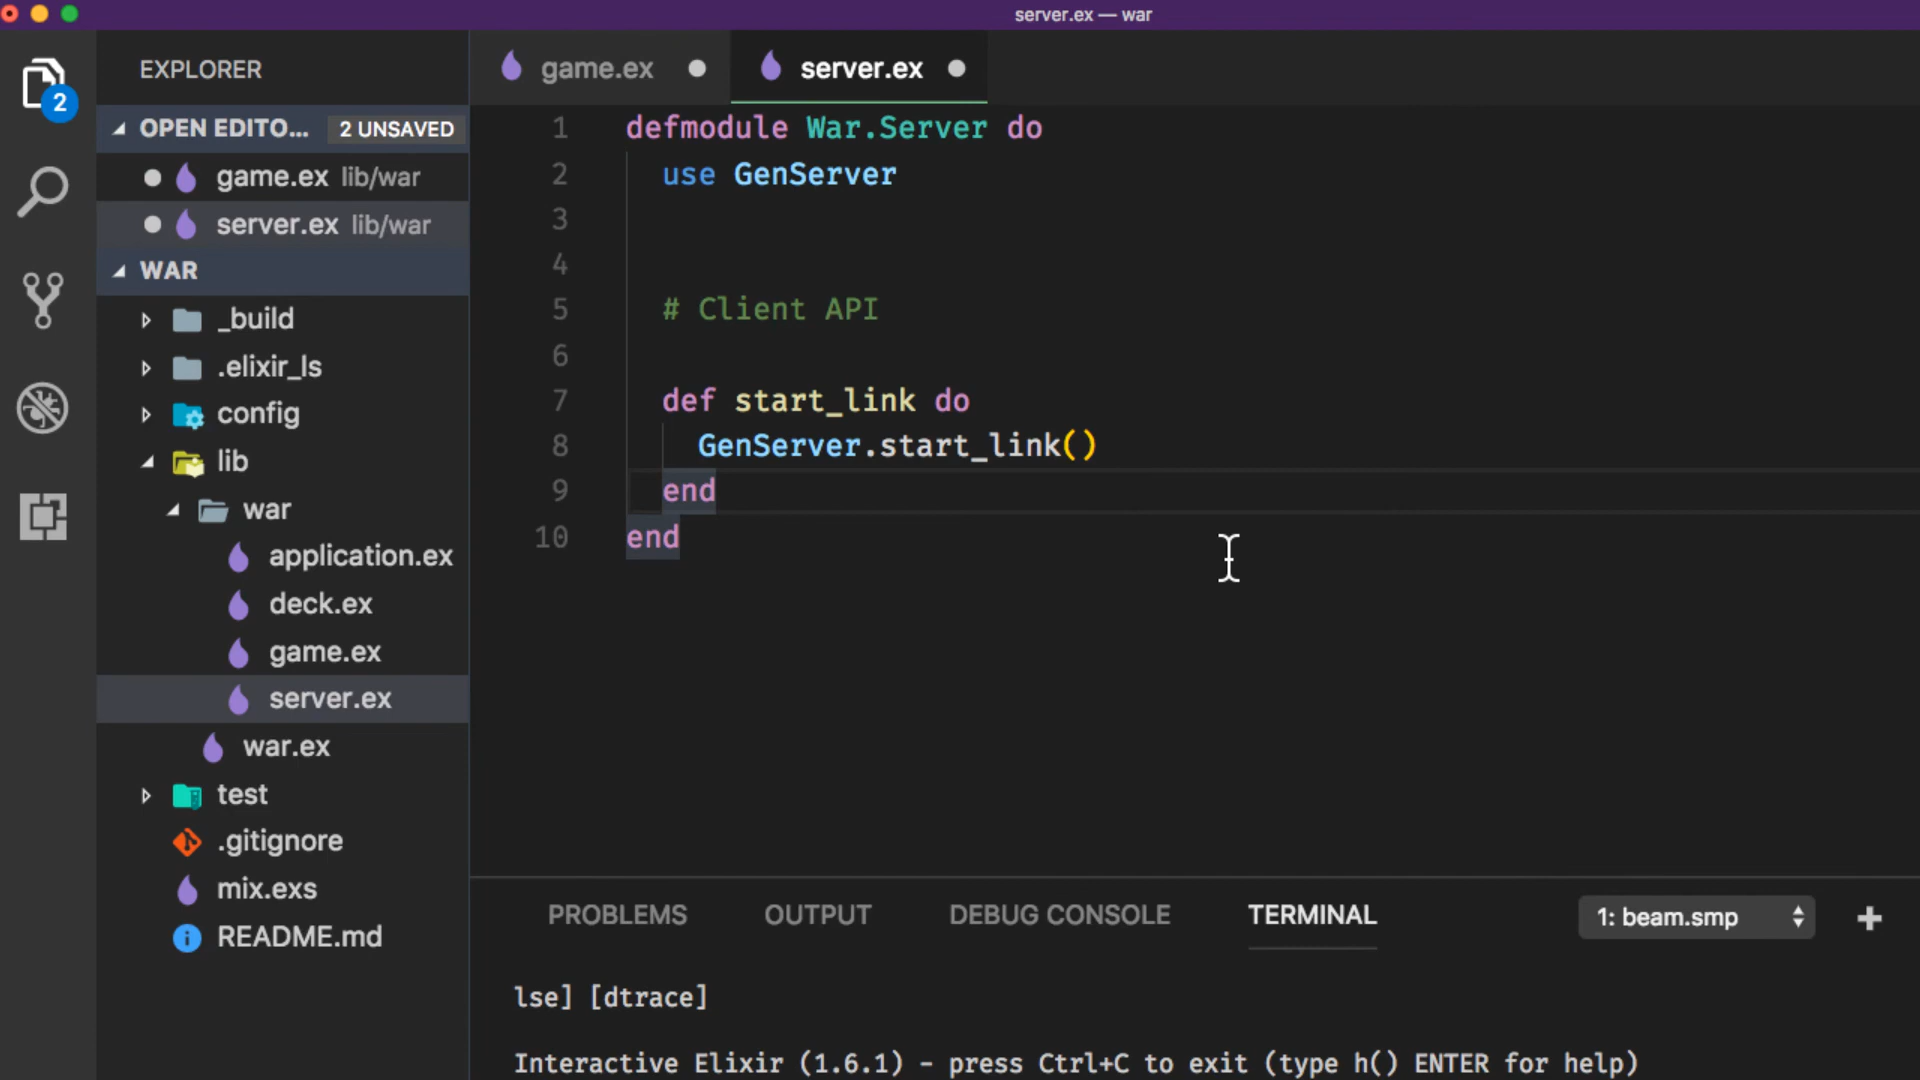 server.ex — war
EXPLORER
2
OPEN EDITO... 2 UNSAVED
game.ex lib/war
server.ex lib/war
WAR
_build
.elixir_ls
config
lib
war
application.ex
deck.ex
game.ex
server.ex
war.ex
test
.gitignore
mix.exs
README.md
game.ex
server.ex
1 defmodule War.Server do
2 use GenServer
3
4
5 # Client API
6
7 def start_link do
8 GenServer.start_link()
9 end
10 end
PROBLEMS OUTPUT DEBUG CONSOLE TERMINAL 1: beam.smp
lse] [dtrace]
Interactive Elixir (1.6.1) - press Ctrl+C to exit (type h() ENTER for help)